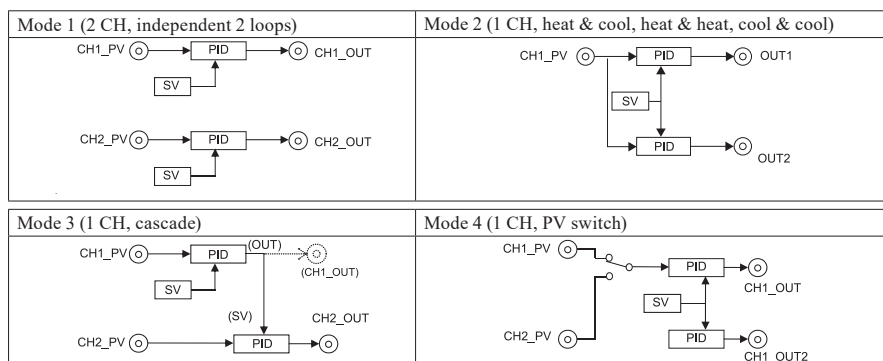 Mode 1 (2 CH, independent 2 loops)
CH1_PV
PID
CH1_OUT
SV
CH2_PV
PID
CH2_OUT
SV
Mode 2 (1 CH, heat & cool, heat & heat, cool & cool)
CH1_PV
PID
OUT1
SV
PID
OUT2
Mode 3 (1 CH, cascade)
CH1_PV
PID
(OUT)
(CH1_OUT)
SV
(SV)
CH2_OUT
CH2_PV
PID
Mode 4 (1 CH, PV switch)
CH1_PV
PID
CH1_OUT
SV
CH2_PV
PID
CH1_OUT2